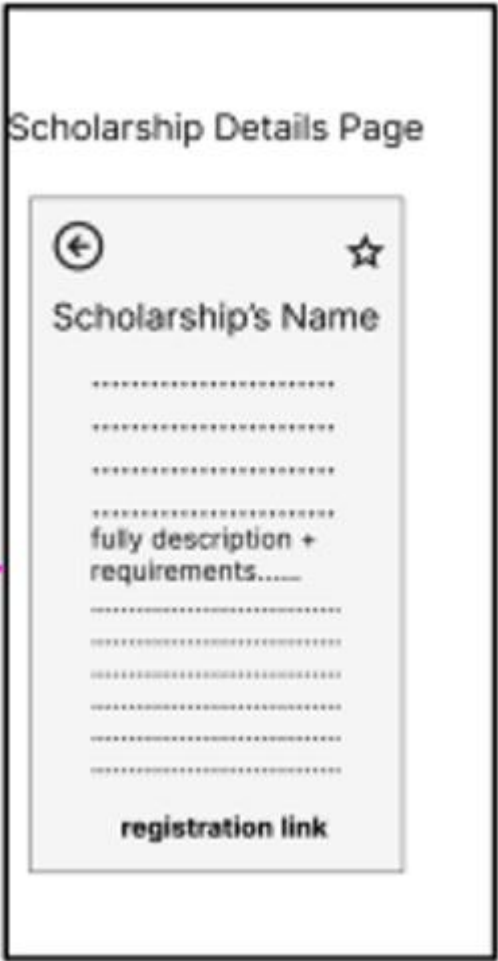 Scholarship Details Page
Scholarship's Name
..........................
..........................
..........................
..........................
fully description +
requirements......
..............................
..............................
..............................
..............................
..............................
..............................
registration link